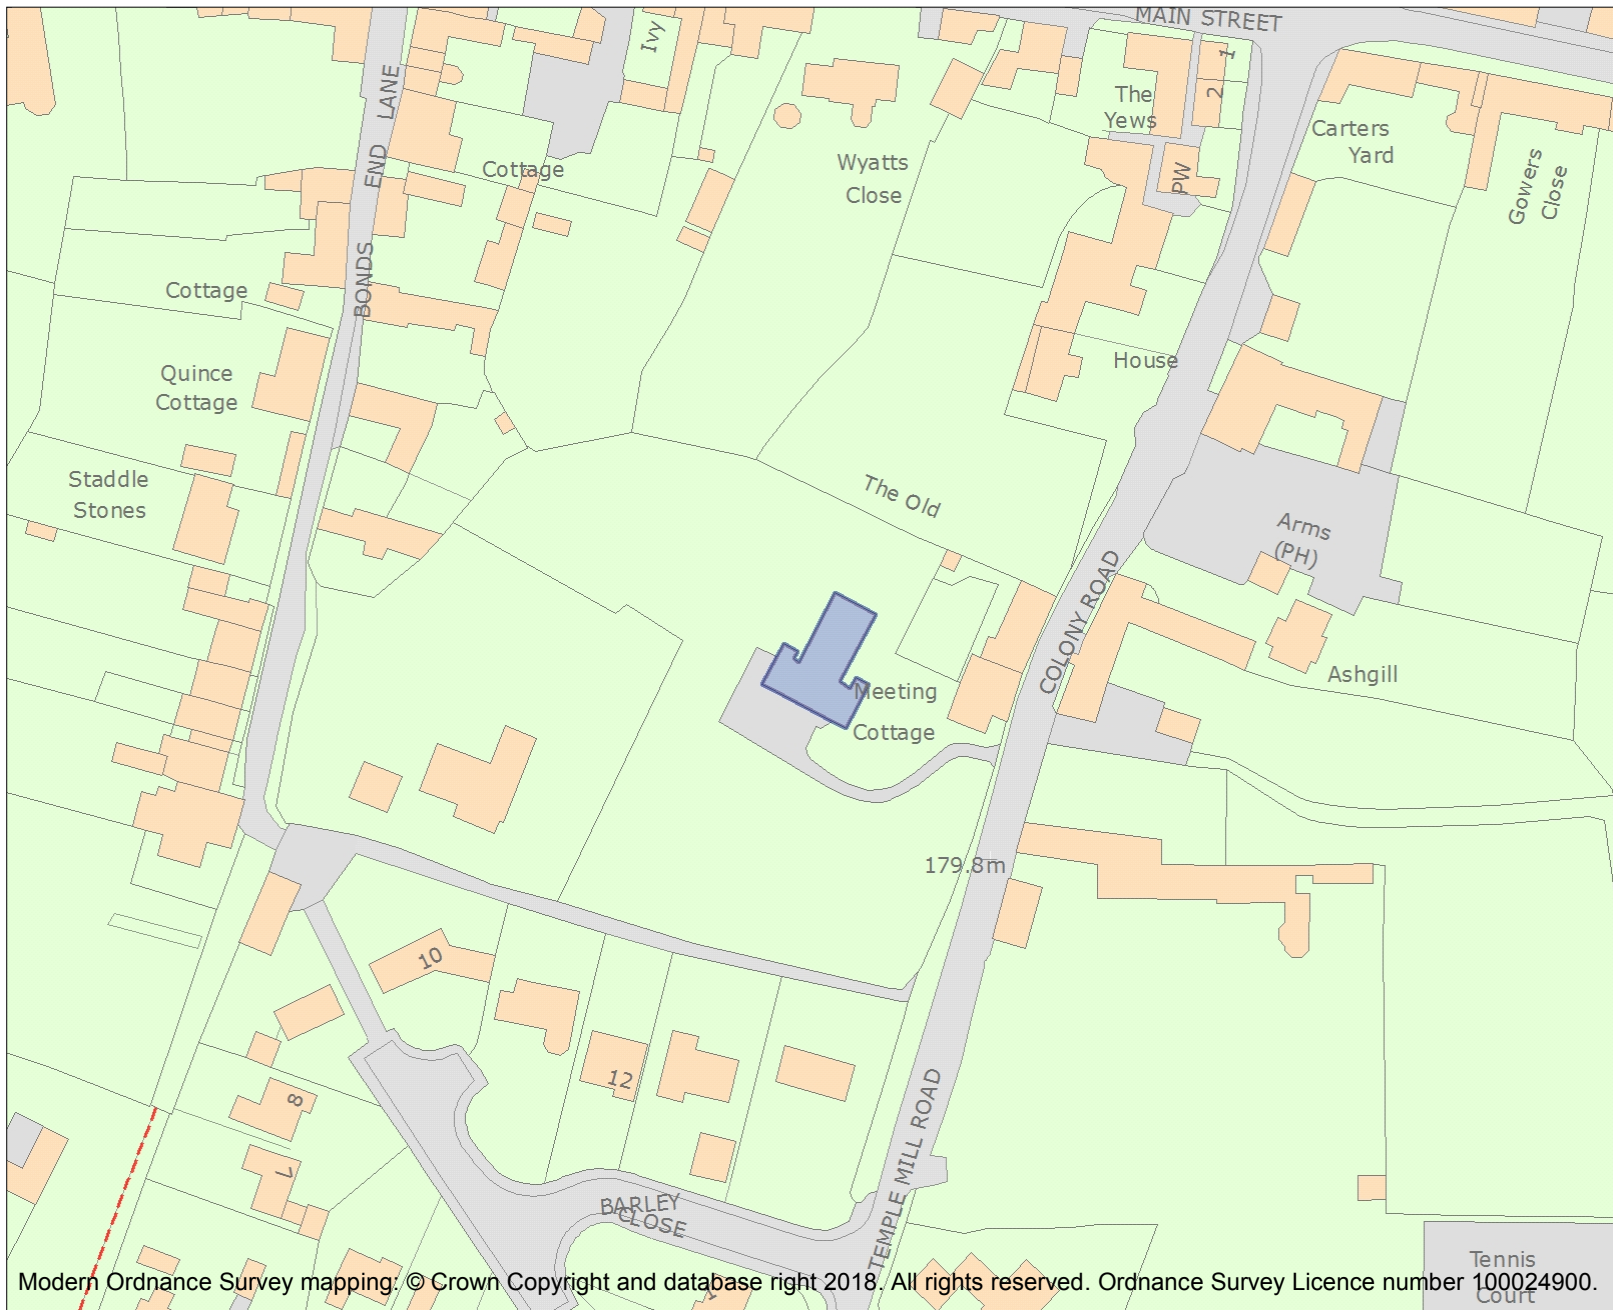 MAIN STREET
Ivy
LANE
END
BONDS
Cottage
The
Yews
1
2
PW
Wyatts
Close
Carters
Yard
Gowers
Close
Cottage
Quince
Cottage
House
Staddle
Stones
The Old
Arms
(PH)
COLONY ROAD
Meeting
Cottage
Ashgill
179.8m
10
12
8
7
BARLEY
CLOSE
TEMPLE MILL ROAD
Tennis
Court
1
Modern Ordnance Survey mapping: © Crown Copyright and database right 2018. All rights reserved. Ordnance Survey Licence number 100024900.